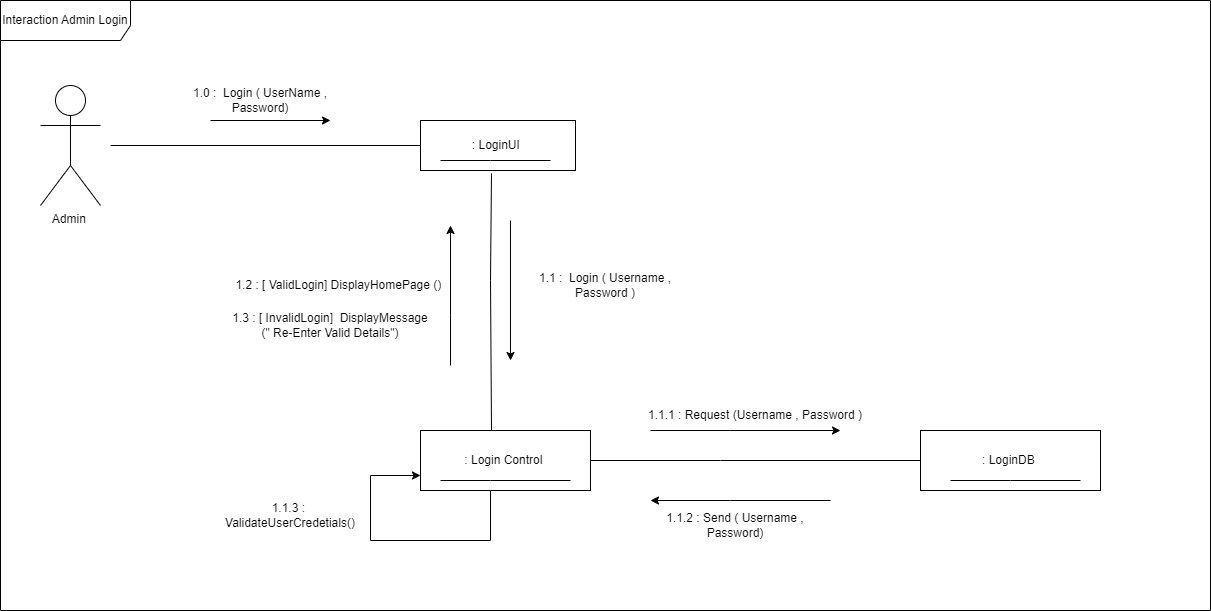 Interaction Admin Login
1.0 :  Login ( UserName ,
Password)
: LoginUI
Admin
1.2 : [ ValidLogin] DisplayHomePage ()
1.1 :  Login ( Username ,
Password )
1.3 : [ InvalidLogin]  DisplayMessage
(" Re-Enter Valid Details")
1.1.1 : Request (Username , Password )
: Login Control
: LoginDB
1.1.3 :
ValidateUserCredetials()
1.1.2 : Send ( Username ,
Password)